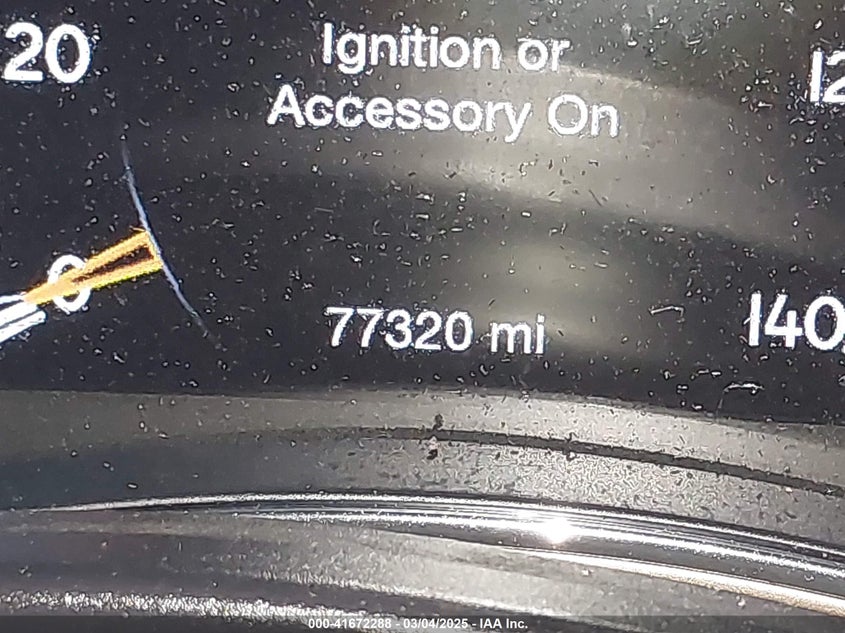 20
Ignition or
Accessory On
12
0
77320 mi
140
000-41672288 - 03/04/2025 - IAA Inc.